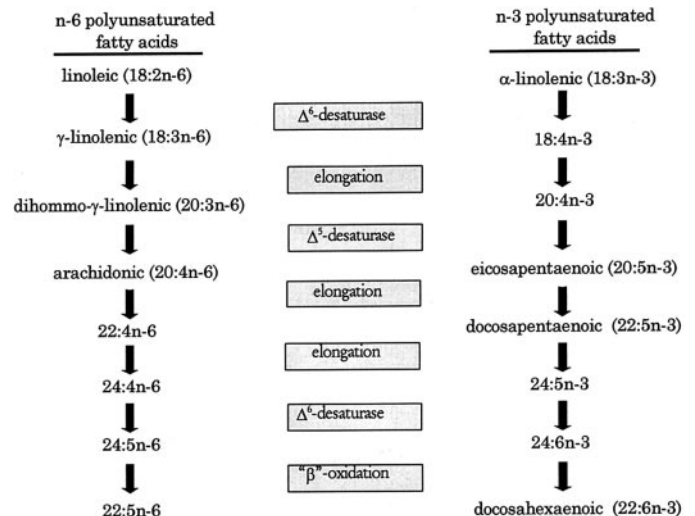 n-6 polyunsaturated
fatty acids
linoleic (18:2n-6)
γ-linolenic (18:3n-6)
dihommo-γ-linolenic (20:3n-6)
arachidonic (20:4n-6)
22:4n-6
24:4n-6
24:5n-6
22:5n-6
Δ⁶-desaturase
elongation
Δ⁵-desaturase
elongation
elongation
Δ⁶-desaturase
"β"-oxidation
n-3 polyunsaturated
fatty acids
α-linolenic (18:3n-3)
18:4n-3
20:4n-3
eicosapentaenoic (20:5n-3)
docosapentaenoic (22:5n-3)
24:5n-3
24:6n-3
docosahexaenoic (22:6n-3)